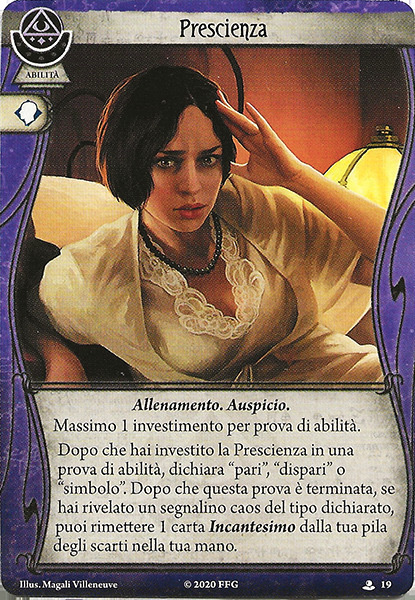 Prescienza
ABILITÀ
Allenamento. Auspicio.
Massimo 1 investimento per prova di abilità.
Dopo che hai investito la Prescienza in una
prova di abilità, dichiara “pari”, “dispari” o
“simbolo”. Dopo che questa prova è terminata, se
hai rivelato un segnalino caos del tipo dichiarato,
puoi rimettere 1 carta Incantesimo dalla tua pila
degli scarti nella tua mano.
Illus. Magali Villeneuve © 2020 FFG 19